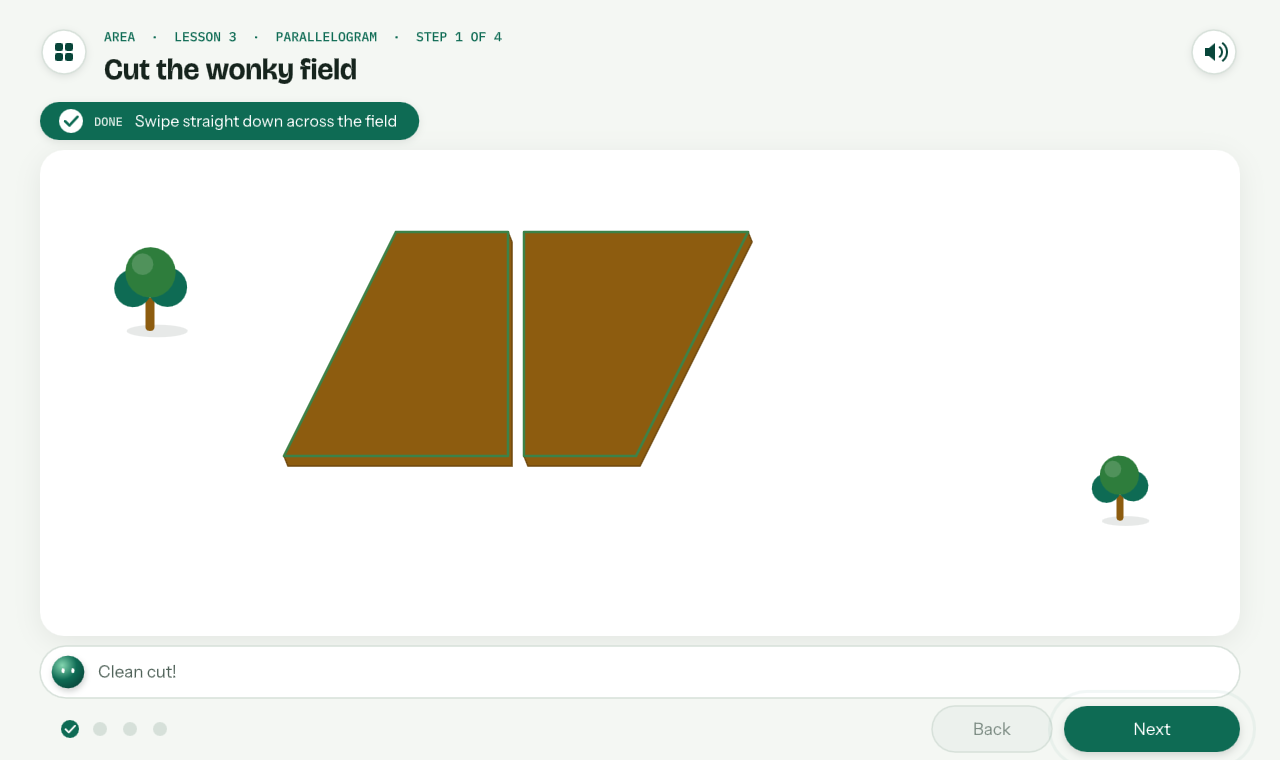 AREA · LESSON 3 · PARALLELOGRAM · STEP 1 OF 4
Cut the wonky field
DONE Swipe straight down across the field
Clean cut!
Back Next